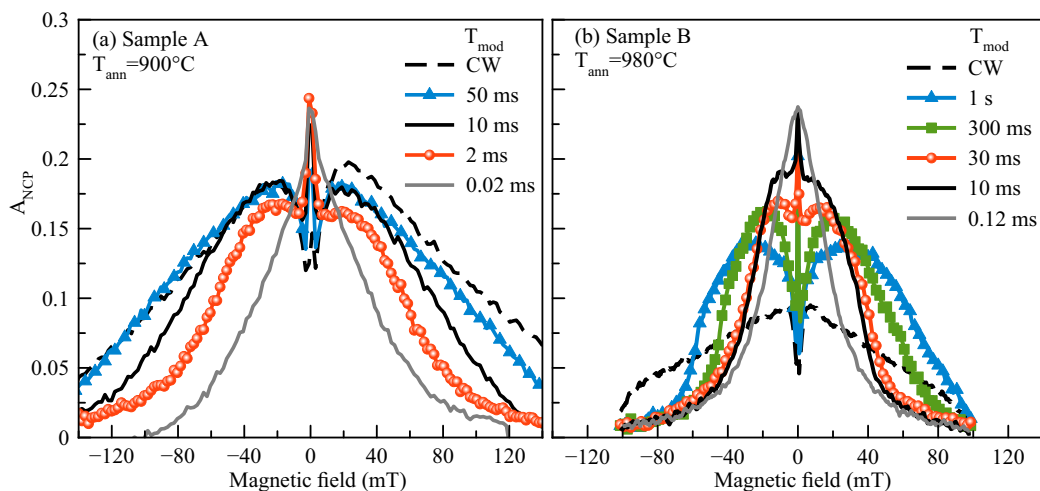 (a) Sample A
T_ann=900°C
T_mod
CW
50 ms
10 ms
2 ms
0.02 ms
0.3
0.25
0.2
0.15
0.1
0.05
0
A_NCP
−120 −80 −40 0 40 80 120
Magnetic field (mT)
(b) Sample B
T_ann=980°C
T_mod
CW
1 s
300 ms
30 ms
10 ms
0.12 ms
−80 −40 0 40 80 120
Magnetic field (mT)